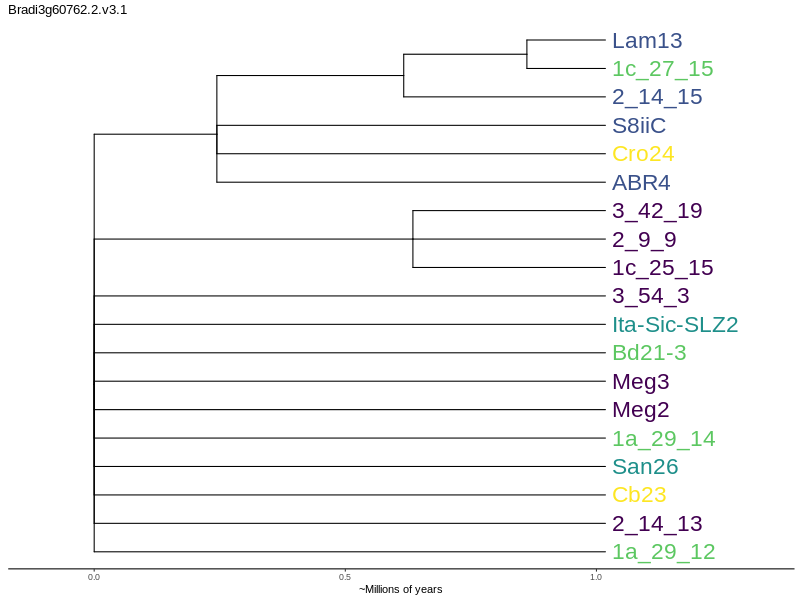 Bradi3g60762.2.v3.1
Lam13
1c_27_15
2_14_15
S8iiC
Cro24
ABR4
3_42_19
2_9_9
1c_25_15
3_54_3
Ita-Sic-SLZ2
Bd21-3
Meg3
Meg2
1a_29_14
San26
Cb23
2_14_13
1a_29_12
0.0 0.5 1.0
~Millions of years